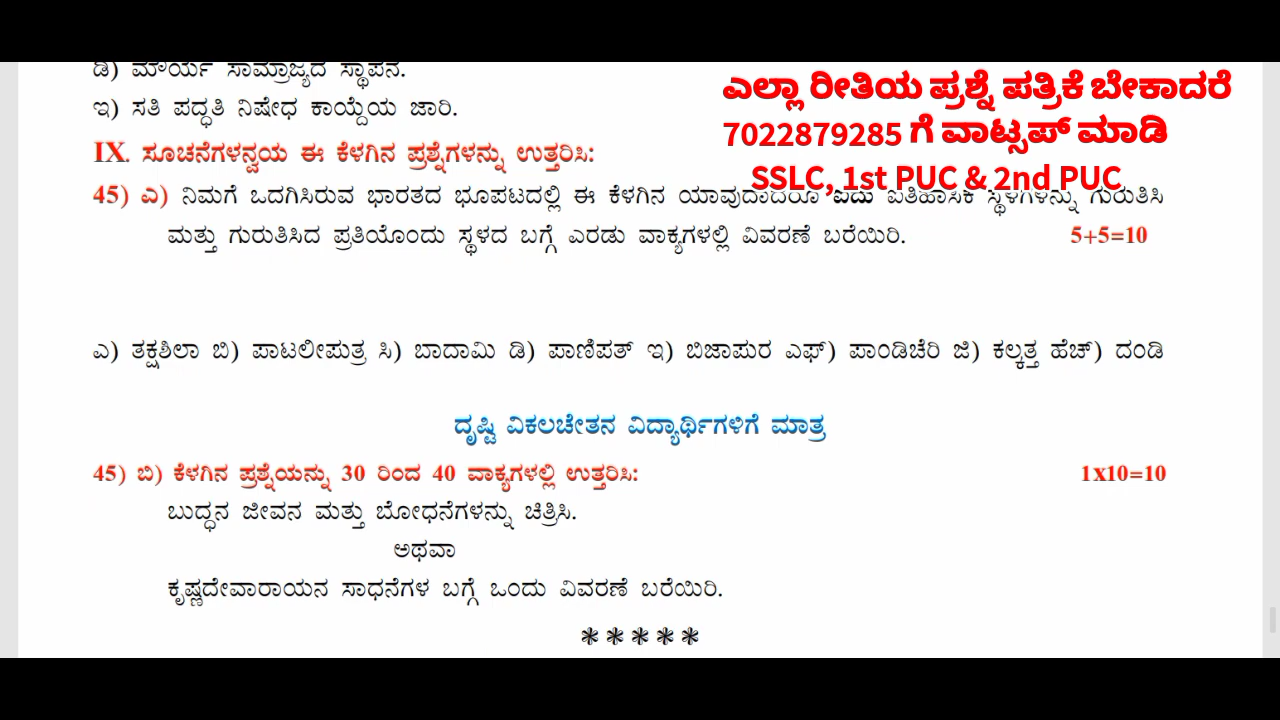 ಡಿ) ಮೌರ್ಯ ಸಾಮ್ರಾಜ್ಯದ ಸ್ಥಾಪನೆ.
ಇ) ಸತಿ ಪದ್ಧತಿ ನಿಷೇಧ ಕಾಯ್ದೆಯ ಜಾರಿ.
ಎಲ್ಲಾ ರೀತಿಯ ಪ್ರಶ್ನೆ ಪತ್ರಿಕೆ ಬೇಕಾದರೆ
7022879285 ಗೆ ವಾಟ್ಸಪ್ ಮಾಡಿ
SSLC, 1st PUC & 2nd PUC
IX. ಸೂಚನೆಗಳನ್ವಯ ಈ ಕೆಳಗಿನ ಪ್ರಶ್ನೆಗಳನ್ನು ಉತ್ತರಿಸಿ:
45) ಎ) ನಿಮಗೆ ಒದಗಿಸಿರುವ ಭಾರತದ ಭೂಪಟದಲ್ಲಿ ಈ ಕೆಳಗಿನ ಯಾವುದಾದರೂ ಐದು ಐತಿಹಾಸಿಕ ಸ್ಥಳಗಳನ್ನು ಗುರುತಿಸಿ
ಮತ್ತು ಗುರುತಿಸಿದ ಪ್ರತಿಯೊಂದು ಸ್ಥಳದ ಬಗ್ಗೆ ಎರಡು ವಾಕ್ಯಗಳಲ್ಲಿ ವಿವರಣೆ ಬರೆಯಿರಿ. 5+5=10
ಎ) ತಕ್ಷಶಿಲಾ ಬಿ) ಪಾಟಲೀಪುತ್ರ ಸಿ) ಬಾದಾಮಿ ಡಿ) ಪಾಣಿಪತ್ ಇ) ಬಿಜಾಪುರ ಎಫ್) ಪಾಂಡಿಚೆರಿ ಜಿ) ಕಲ್ಕತ್ತ ಹೆಚ್) ದಂಡಿ
ದೃಷ್ಟಿ ವಿಕಲಚೇತನ ವಿದ್ಯಾರ್ಥಿಗಳಿಗೆ ಮಾತ್ರ
45) ಬಿ) ಕೆಳಗಿನ ಪ್ರಶ್ನೆಯನ್ನು 30 ರಿಂದ 40 ವಾಕ್ಯಗಳಲ್ಲಿ ಉತ್ತರಿಸಿ: 1x10=10
ಬುದ್ಧನ ಜೀವನ ಮತ್ತು ಬೋಧನೆಗಳನ್ನು ಚಿತ್ರಿಸಿ.
ಅಥವಾ
ಕೃಷ್ಣದೇವಾರಾಯನ ಸಾಧನೆಗಳ ಬಗ್ಗೆ ಒಂದು ವಿವರಣೆ ಬರೆಯಿರಿ.
*****